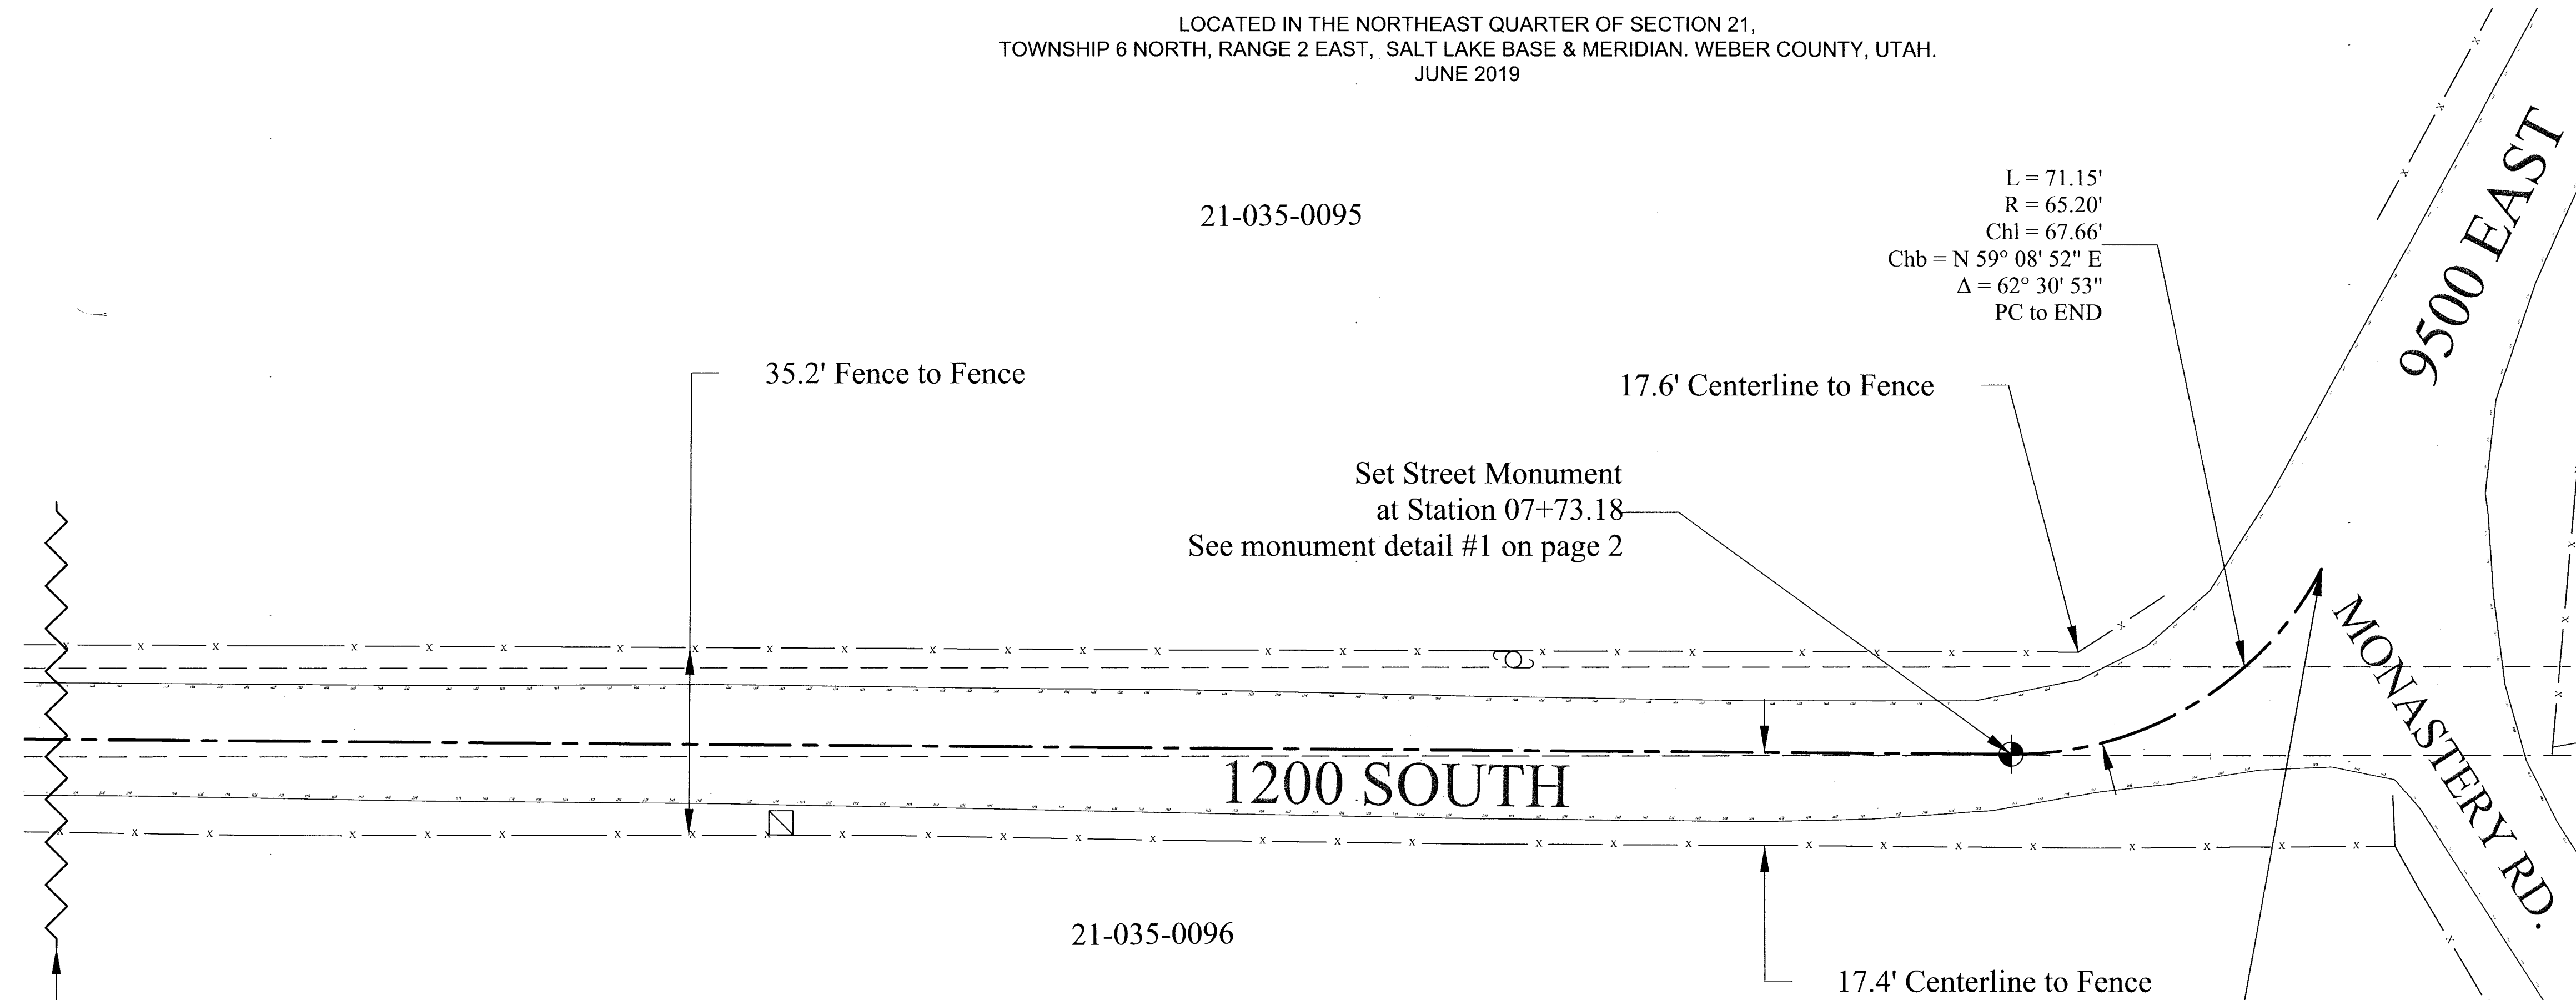 LOCATED IN THE NORTHEAST QUARTER OF SECTION 21,
TOWNSHIP 6 NORTH, RANGE 2 EAST, SALT LAKE BASE & MERIDIAN. WEBER COUNTY, UTAH.
JUNE 2019
21-035-0095
L = 71.15'
R = 65.20'
Chl = 67.66'
Chb = N 59° 08' 52" E
Δ = 62° 30' 53"
PC to END
9500 EAST
35.2' Fence to Fence
17.6' Centerline to Fence
Set Street Monument
at Station 07+73.18
See monument detail #1 on page 2
1200 SOUTH
MONASTERY RD.
21-035-0096
17.4' Centerline to Fence